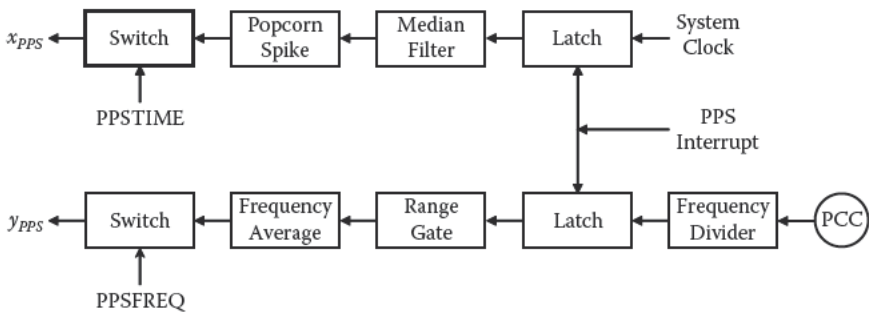 x_PPS
Switch
Popcorn
Spike
Median
Filter
Latch
System
Clock
PPSTIME
PPS
Interrupt
y_PPS
Switch
Frequency
Average
Range
Gate
Latch
Frequency
Divider
PCC
PPSFREQ